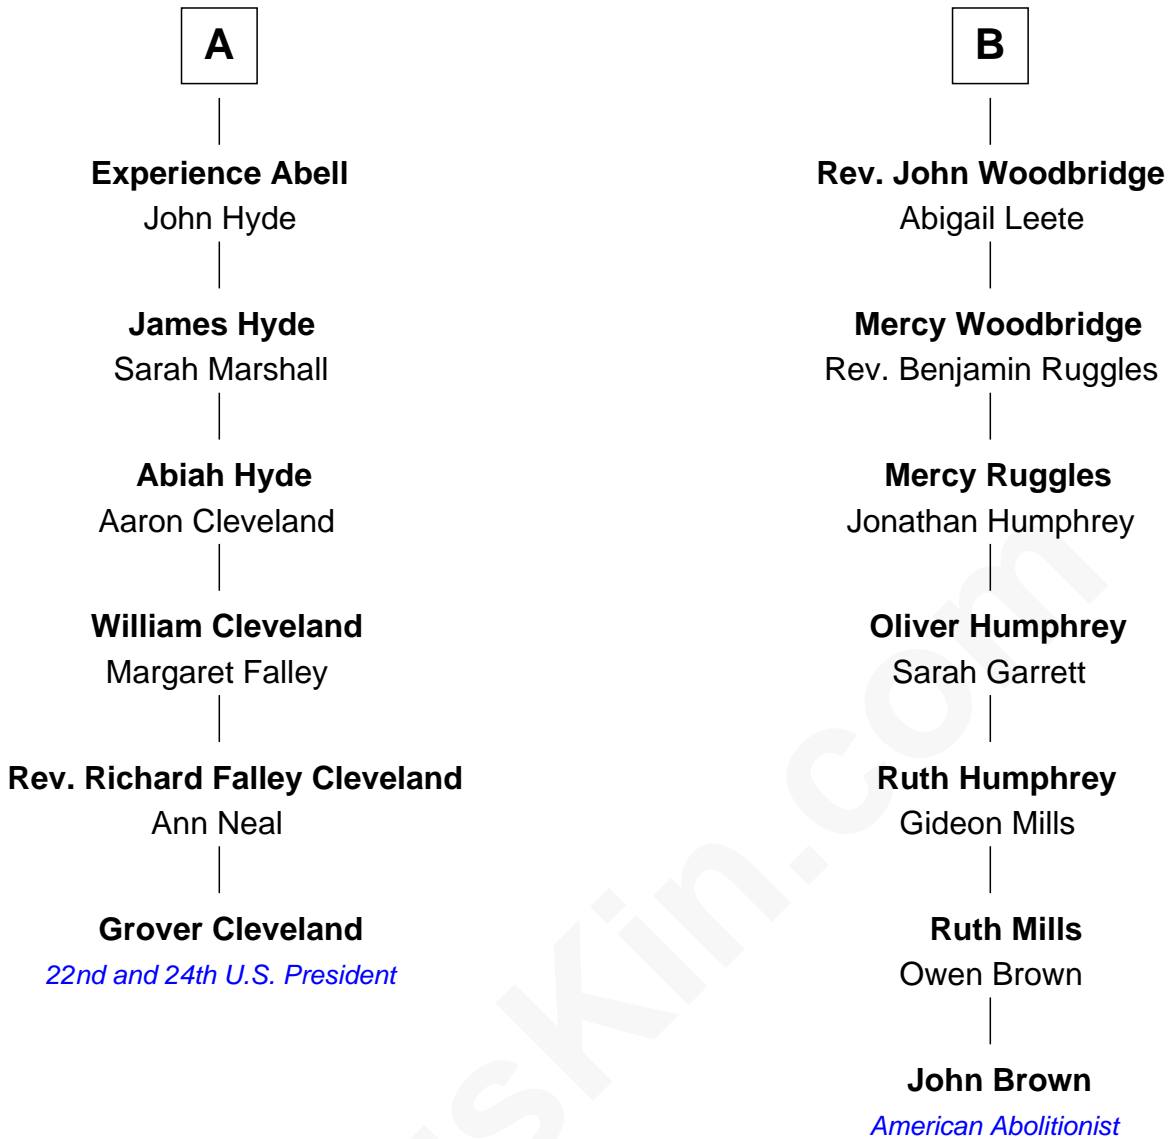 A
Experience Abell
John Hyde
James Hyde
Sarah Marshall
Abiah Hyde
Aaron Cleveland
William Cleveland
Margaret Falley
Rev. Richard Falley Cleveland
Ann Neal
Grover Cleveland
22nd and 24th U.S. President
B
Rev. John Woodbridge
Abigail Leete
Mercy Woodbridge
Rev. Benjamin Ruggles
Mercy Ruggles
Jonathan Humphrey
Oliver Humphrey
Sarah Garrett
Ruth Humphrey
Gideon Mills
Ruth Mills
Owen Brown
John Brown
American Abolitionist